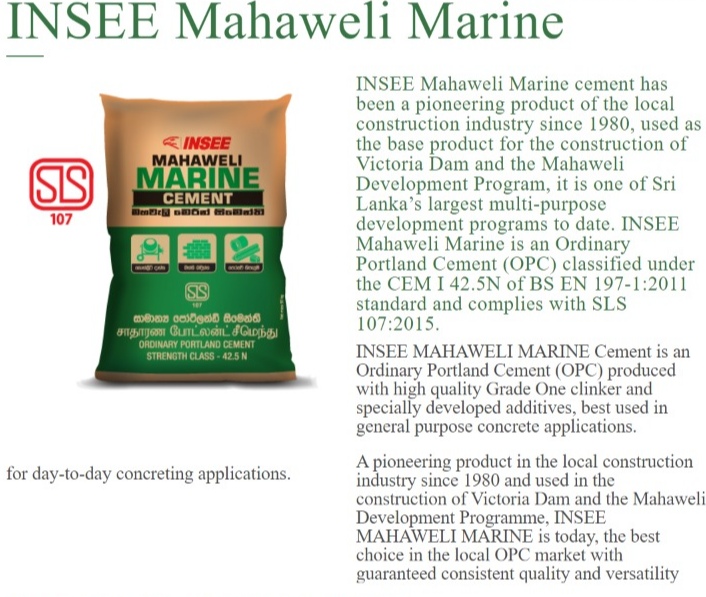 INSEE Mahaweli Marine
SLS
107
INSEE
MAHAWELI
MARINE
CEMENT
SLS
107
සාමාන්‍ය පෝට්ලන්ඩ් සිමෙන්ති
சாதாரண போட்லன்ட் சீமெந்து
ORDINARY PORTLAND CEMENT
STRENGTH CLASS - 42.5 N
INSEE Mahaweli Marine cement has
been a pioneering product of the local
construction industry since 1980, used as
the base product for the construction of
Victoria Dam and the Mahaweli
Development Program, it is one of Sri
Lanka's largest multi-purpose
development programs to date. INSEE
Mahaweli Marine is an Ordinary
Portland Cement (OPC) classified under
the CEM I 42.5N of BS EN 197-1:2011
standard and complies with SLS
107:2015.
INSEE MAHAWELI MARINE Cement is an
Ordinary Portland Cement (OPC) produced
with high quality Grade One clinker and
specially developed additives, best used in
general purpose concrete applications.
A pioneering product in the local construction
industry since 1980 and used in the
construction of Victoria Dam and the Mahaweli
Development Programme, INSEE
MAHAWELI MARINE is today, the best
choice in the local OPC market with
guaranteed consistent quality and versatility
for day-to-day concreting applications.